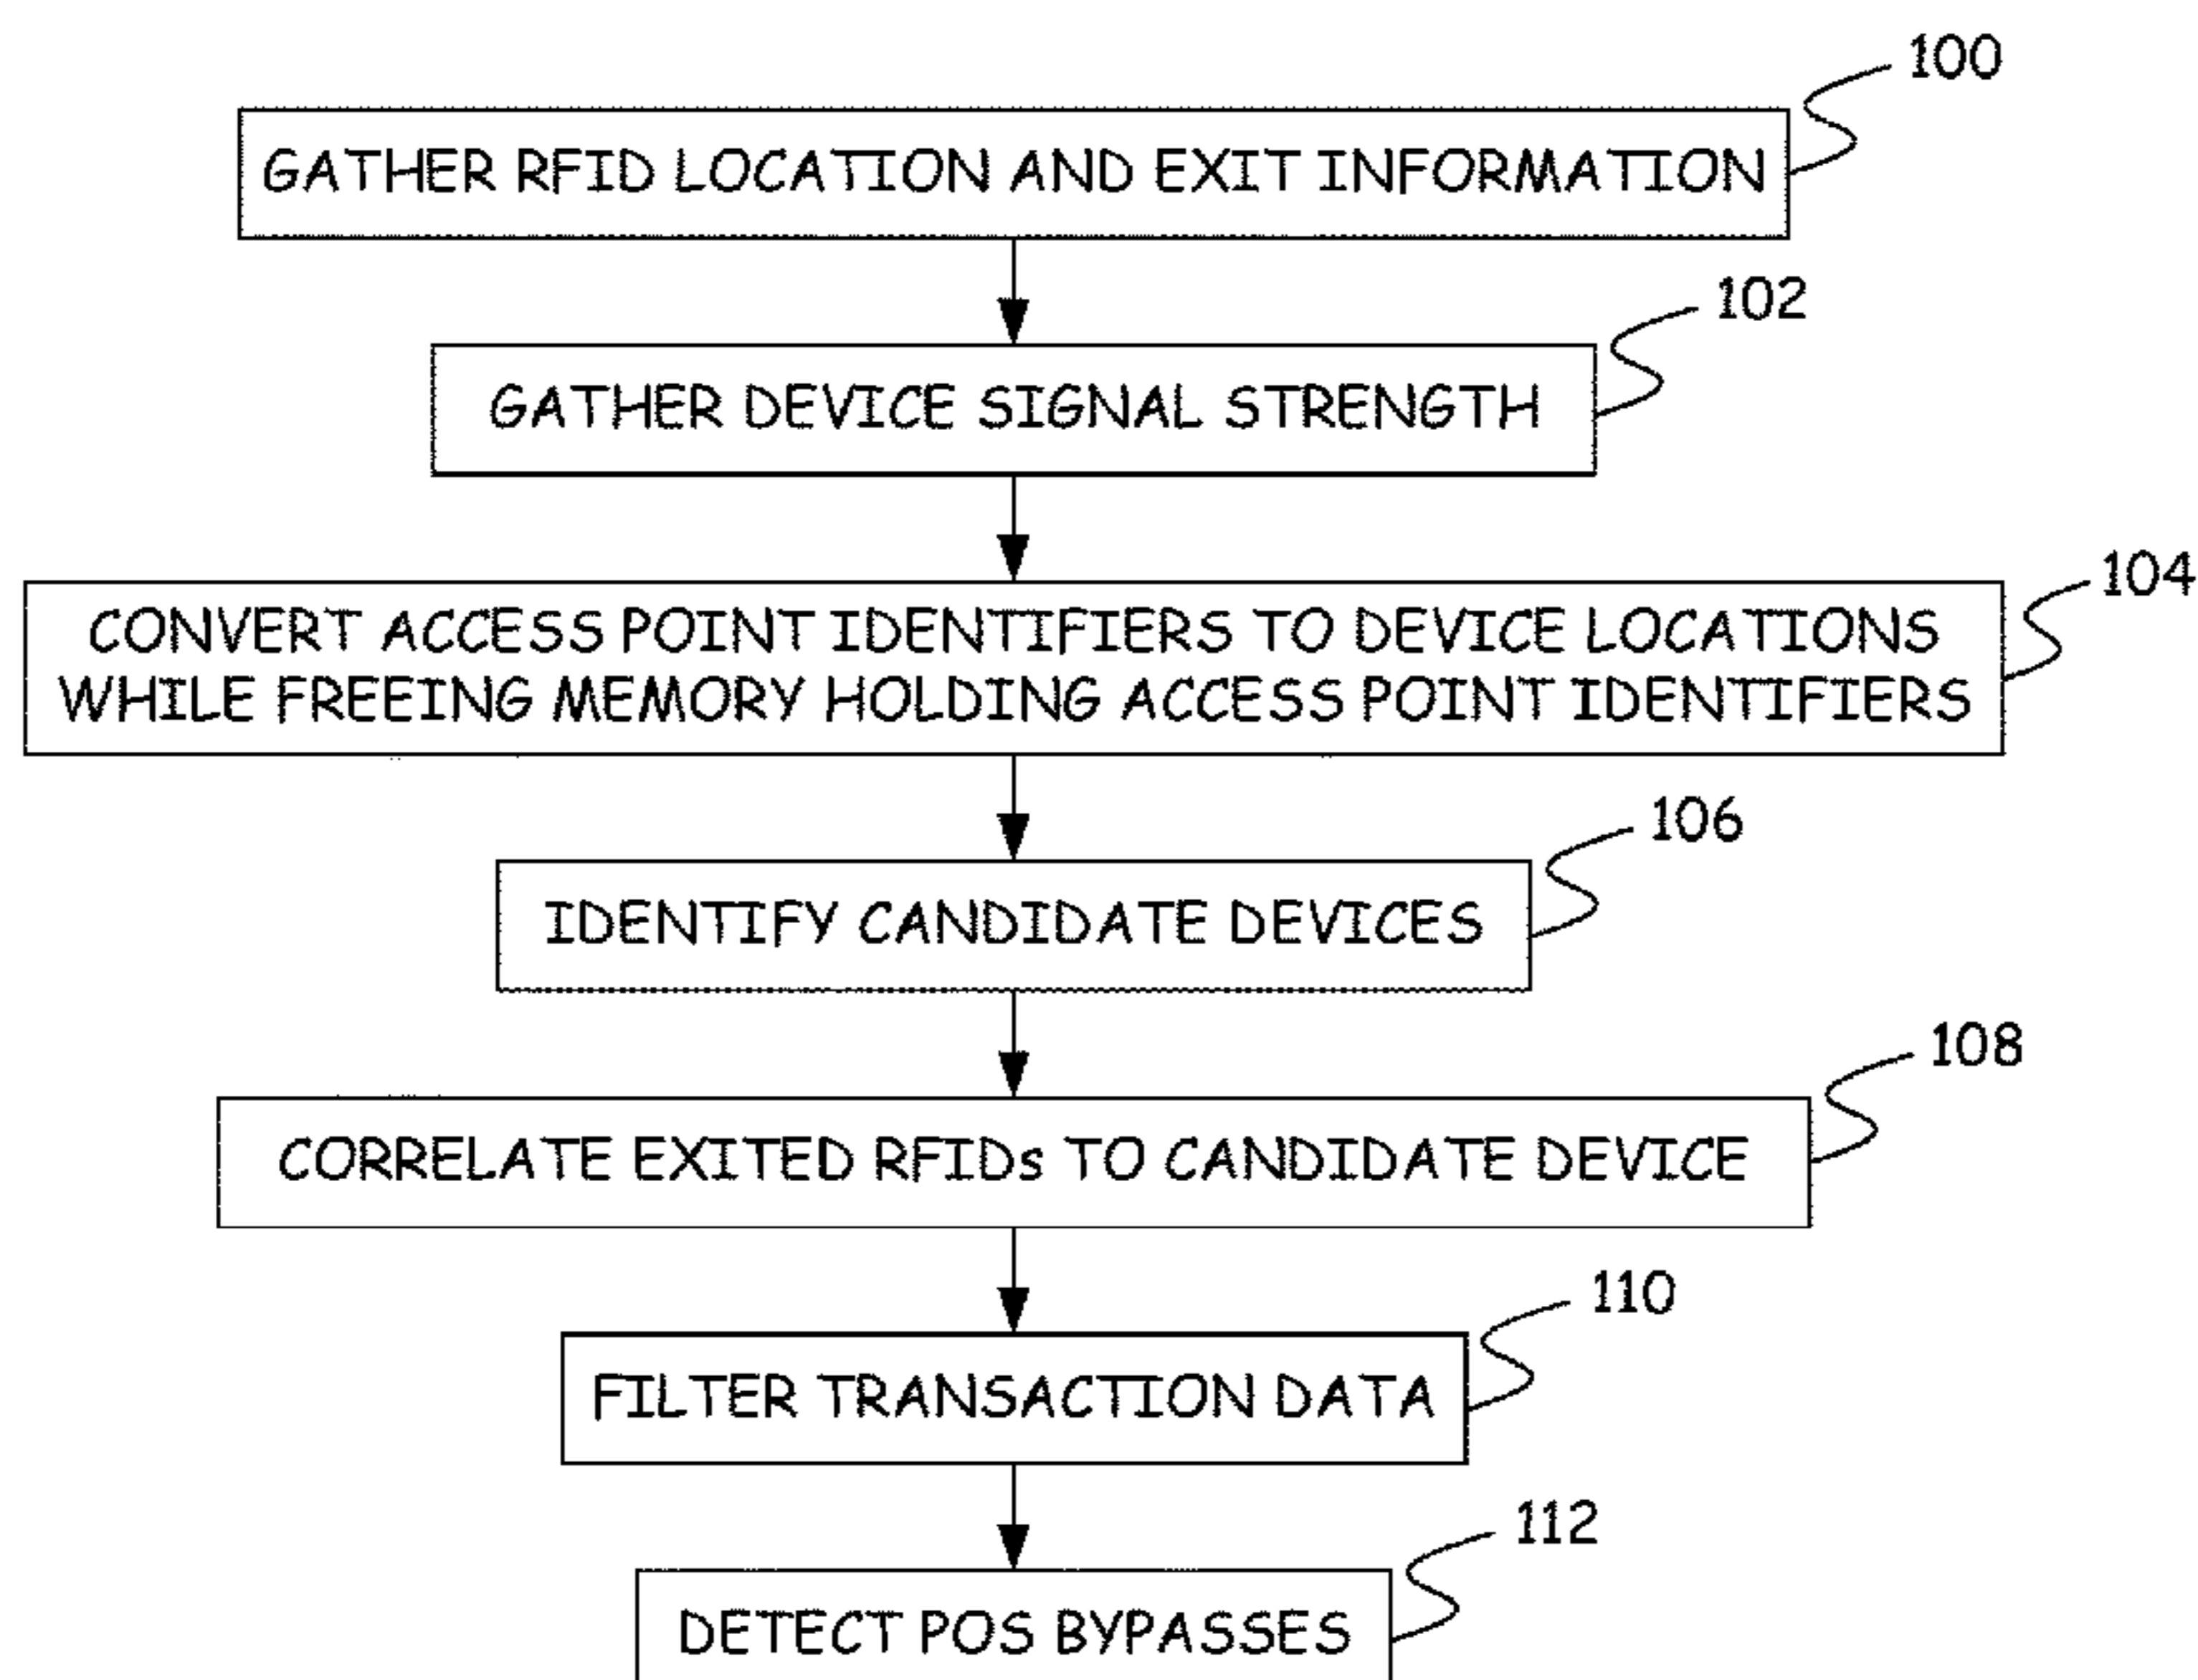 100
GATHER RFID LOCATION AND EXIT INFORMATION
102
GATHER DEVICE SIGNAL STRENGTH
104
CONVERT ACCESS POINT IDENTIFIERS TO DEVICE LOCATIONS
WHILE FREEING MEMORY HOLDING ACCESS POINT IDENTIFIERS
106
IDENTIFY CANDIDATE DEVICES
108
CORRELATE EXITED RFIDs TO CANDIDATE DEVICE
110
FILTER TRANSACTION DATA
112
DETECT POS BYPASSES